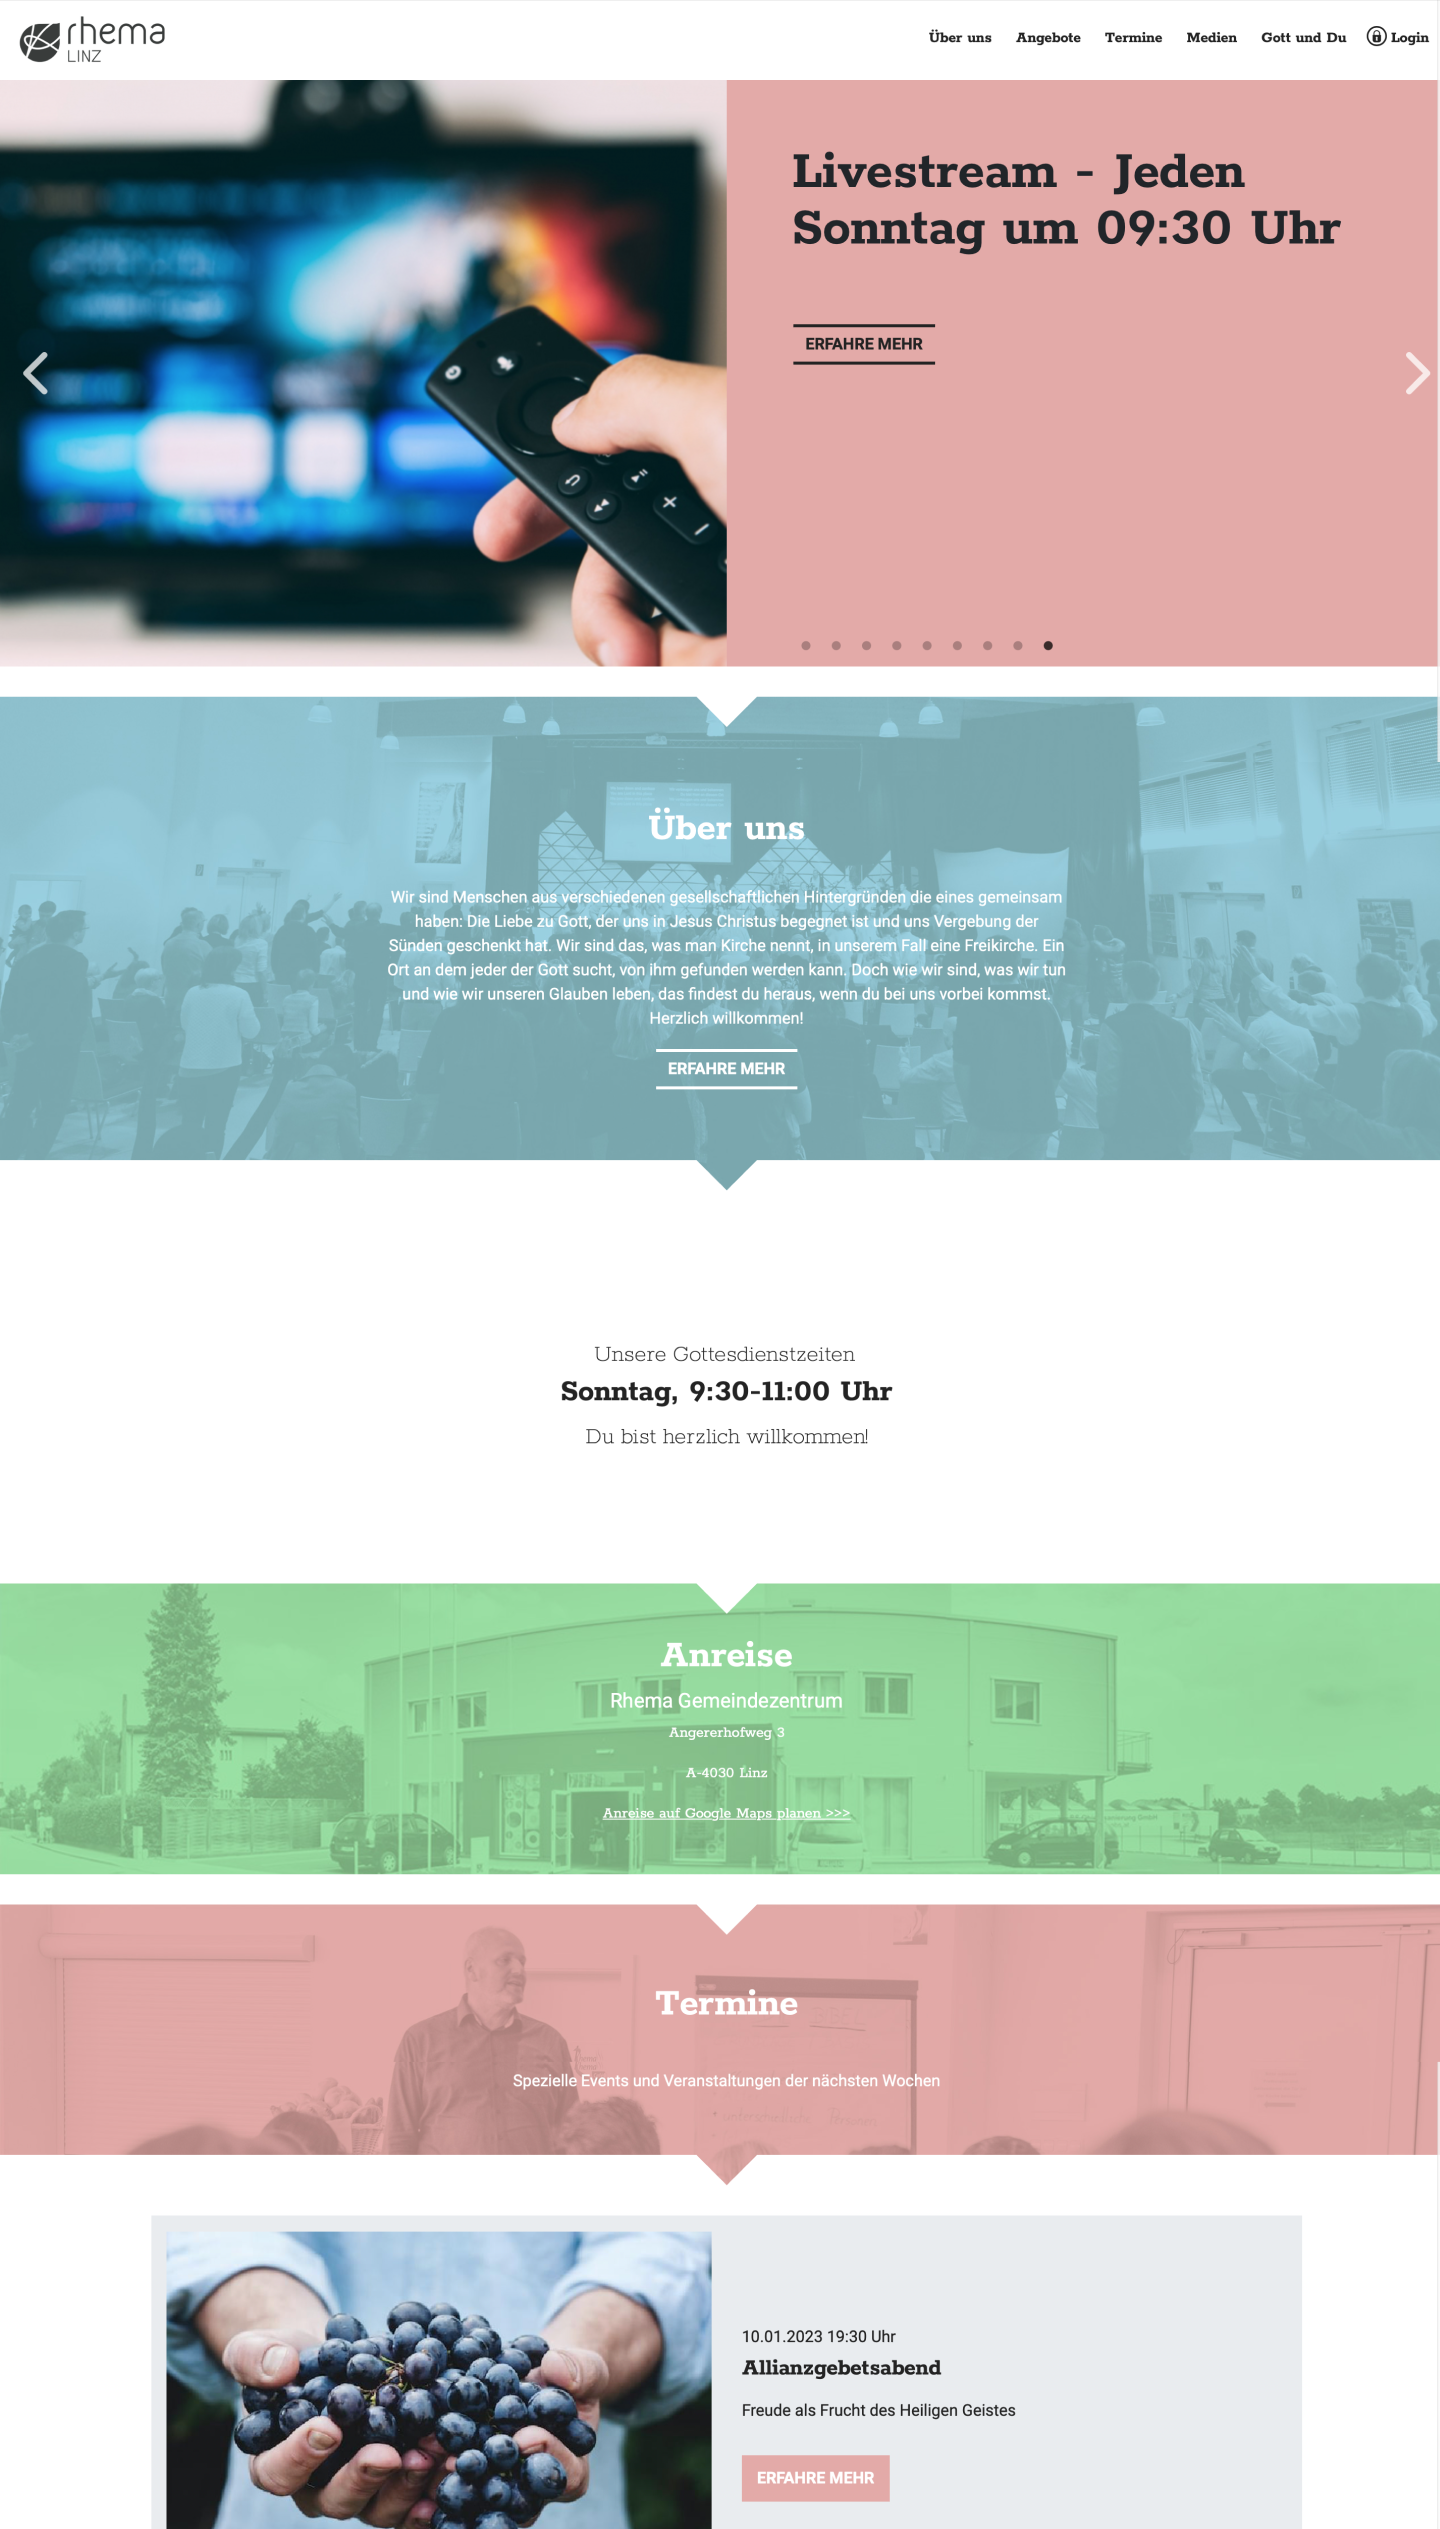 rhema
LINZ
Über uns Angebote Termine Medien Gott und Du Login
Livestream - Jeden
Sonntag um 09:30 Uhr
ERFAHRE MEHR
Über uns
Wir sind Menschen aus verschiedenen gesellschaftlichen Hintergründen die eines gemeinsam
haben: Die Liebe zu Gott, der uns in Jesus Christus begegnet ist und uns Vergebung der
Sünden geschenkt hat. Wir sind das, was man Kirche nennt, in unserem Fall eine Freikirche. Ein
Ort an dem jeder der Gott sucht, von ihm gefunden werden kann. Doch wie wir sind, was wir tun
und wie wir unseren Glauben leben, das findest du heraus, wenn du bei uns vorbei kommst.
Herzlich willkommen!
ERFAHRE MEHR
Unsere Gottesdienstzeiten
Sonntag, 9:30-11:00 Uhr
Du bist herzlich willkommen!
Anreise
Rhema Gemeindezentrum
Angererhofweg 3
A-4030 Linz
Anreise auf Google Maps planen >>>
Termine
Spezielle Events und Veranstaltungen der nächsten Wochen
10.01.2023 19:30 Uhr
Allianzgebetsabend
Freude als Frucht des Heiligen Geistes
ERFAHRE MEHR